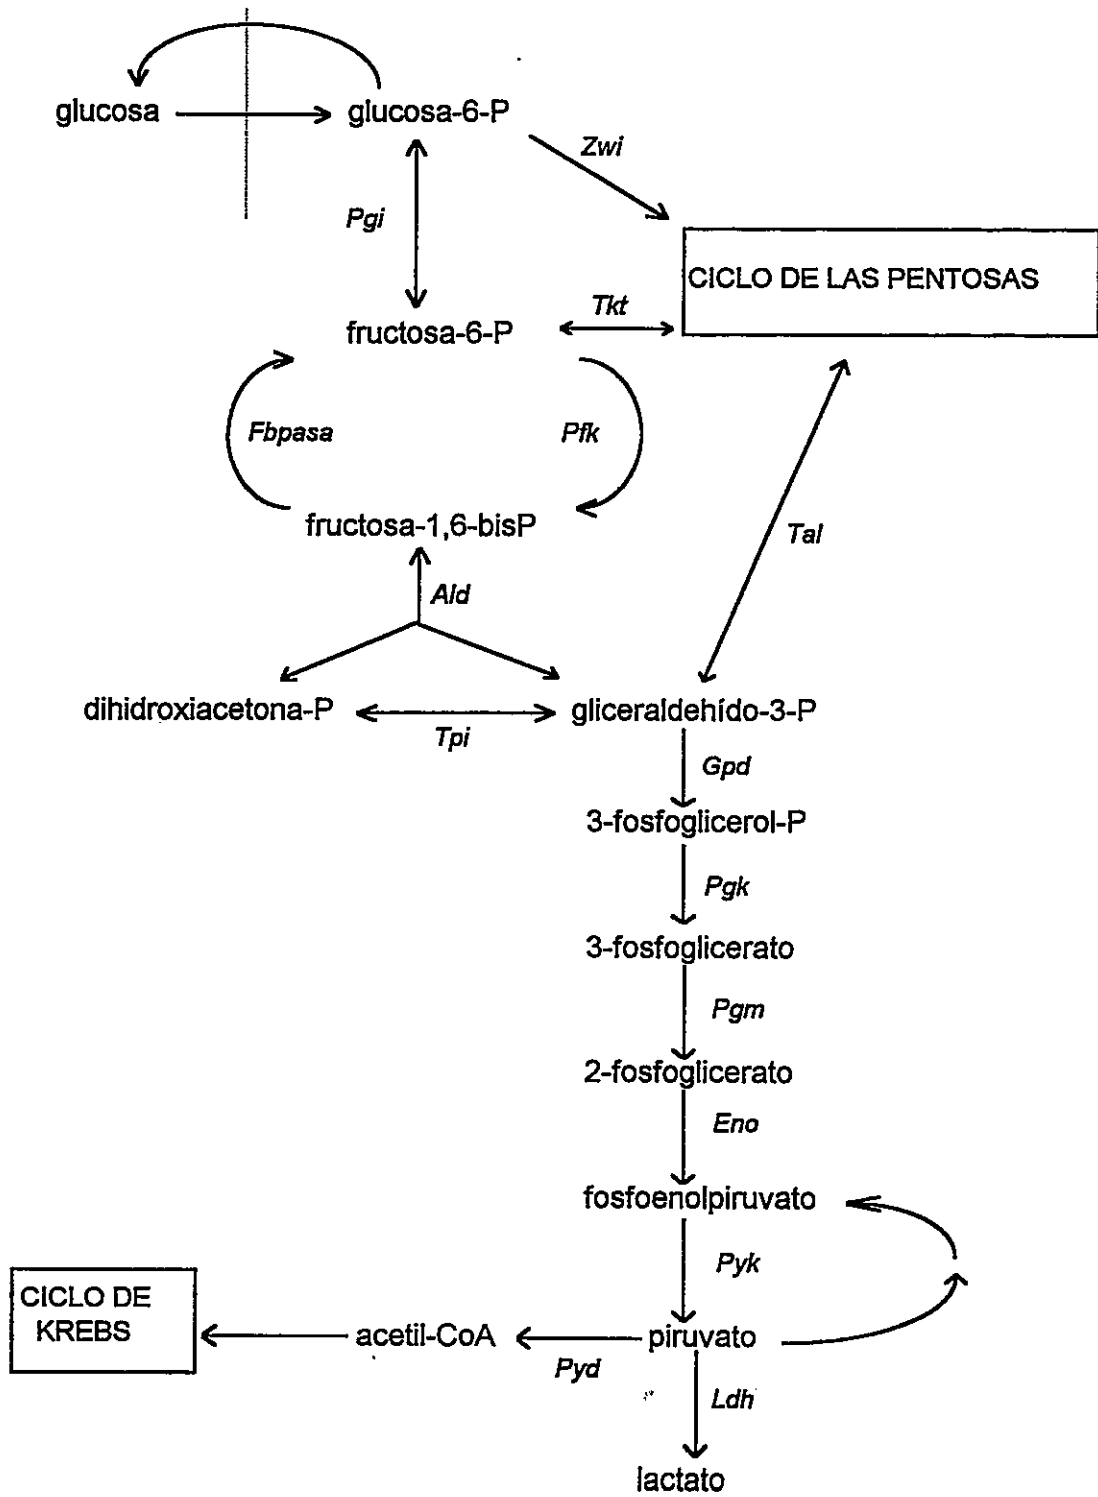 glucosa
glucosa-6-P
Zwi
Pgi
CICLO DE LAS PENTOSAS
fructosa-6-P
Tkt
Fbpasa
Pfk
fructosa-1,6-bisP
Tal
Ald
dihidroxiacetona-P
gliceraldehído-3-P
Tpi
Gpd
3-fosfoglicerol-P
Pgk
3-fosfoglicerato
Pgm
2-fosfoglicerato
Eno
fosfoenolpiruvato
Pyk
CICLO DE
KREBS
acetil-CoA
piruvato
Pyd
Ldh
lactato